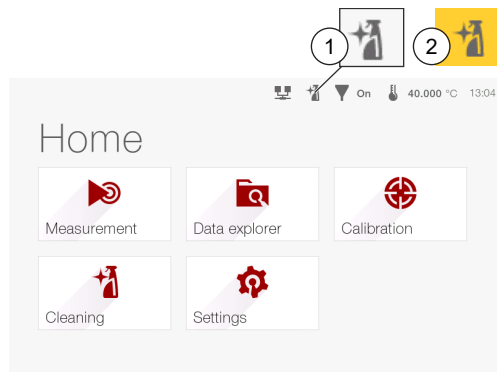 1 2
On 40.000 °C 13:04
Home
Measurement Data explorer Calibration
Cleaning Settings